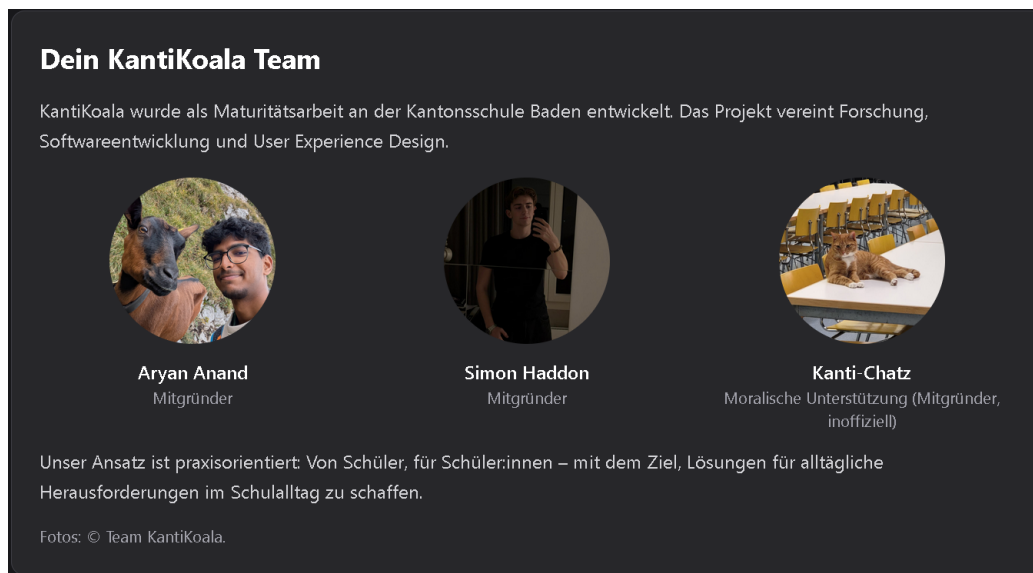 Dein KantiKoala Team
KantiKoala wurde als Maturitätsarbeit an der Kantonsschule Baden entwickelt. Das Projekt vereint Forschung,
Softwareentwicklung und User Experience Design.
Aryan Anand
Mitgründer
Simon Haddon
Mitgründer
Kanti-Chatz
Moralische Unterstützung (Mitgründer,
inoffiziell)
Unser Ansatz ist praxisorientiert: Von Schüler, für Schüler:innen – mit dem Ziel, Lösungen für alltägliche
Herausforderungen im Schulalltag zu schaffen.
Fotos: © Team KantiKoala.